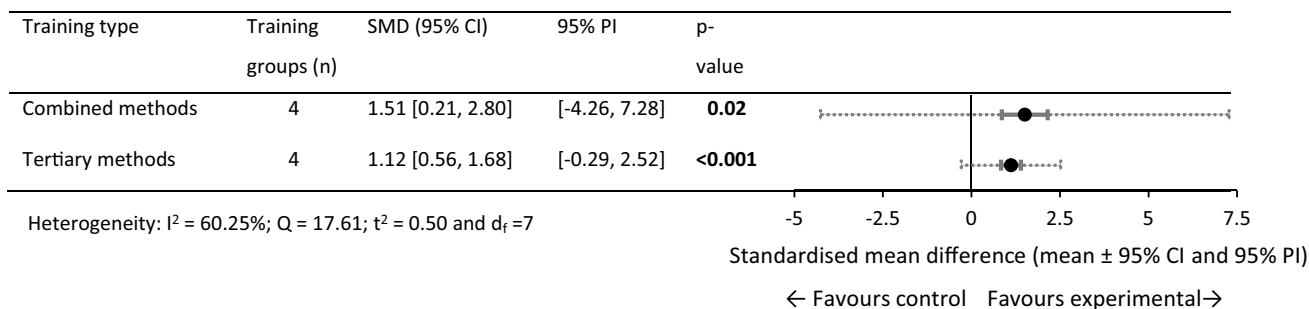 Training type Training SMD (95% CI) 95% PI p-
groups (n) value
Combined methods 4 1.51 [0.21, 2.80] [-4.26, 7.28] 0.02
Tertiary methods 4 1.12 [0.56, 1.68] [-0.29, 2.52] <0.001
-5 -2.5 0 2.5 5 7.5
Heterogeneity: I² = 60.25%; Q = 17.61; t² = 0.50 and df =7
Standardised mean difference (mean ± 95% CI and 95% PI)
← Favours control Favours experimental→